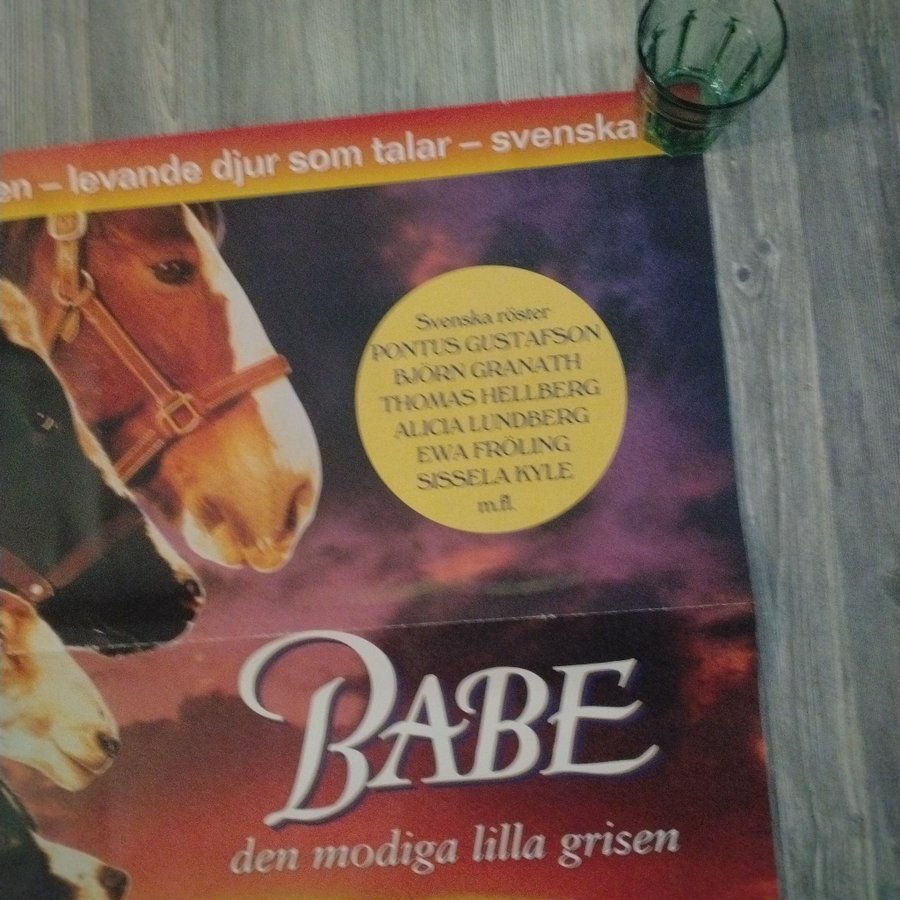 en – levande djur som talar – svenska
Svenska röster
PONTUS GUSTAFSON
BJÖRN GRANATH
THOMAS HELLBERG
ALICIA LUNDBERG
EWA FRÖLING
SISSELA KYLE
m.fl.
BABE
den modiga lilla grisen